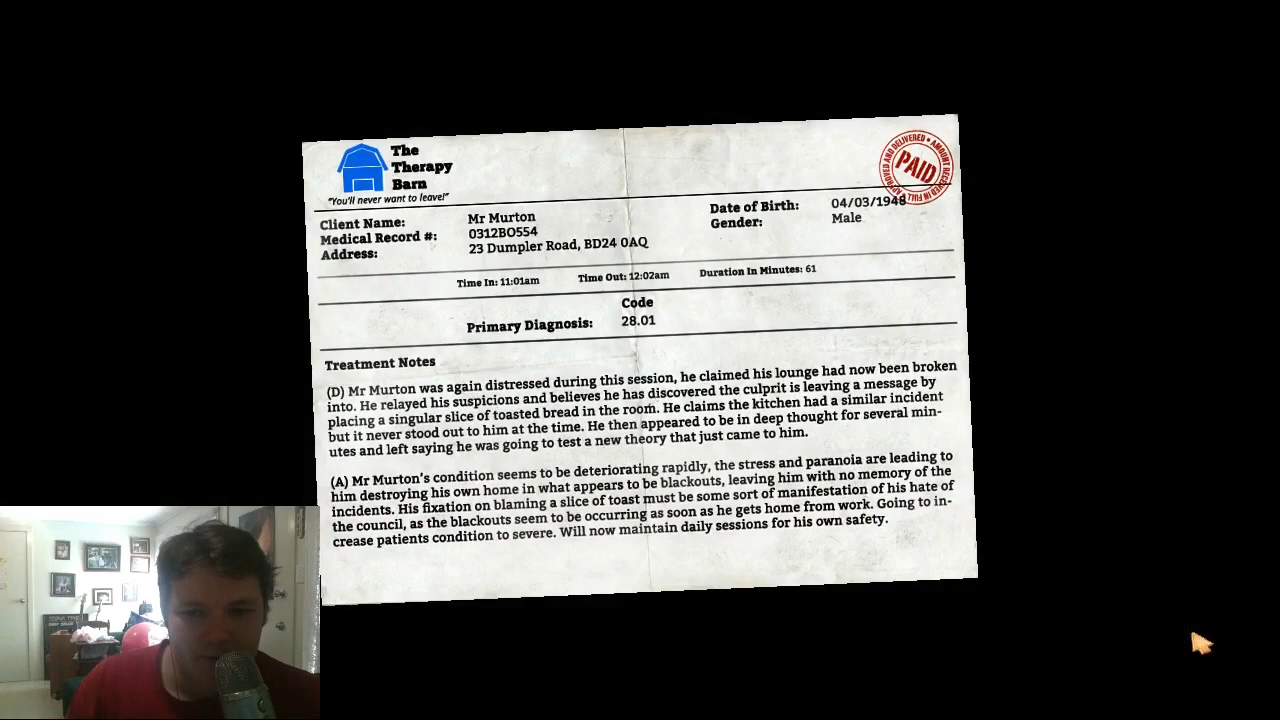 The
Therapy
Barn
"You'll never want to leave!"
APPROVED AND DELIVERED • AMOUNT RECEIVED IN FULL
PAID
Client Name: Mr Murton
Medical Record #: 0312BO554
Address: 23 Dumpler Road, BD24 0AQ
Date of Birth: 04/03/1948
Gender: Male
Time In: 11:01am Time Out: 12:02am Duration In Minutes: 61
Code
Primary Diagnosis: 28.01
Treatment Notes
(D) Mr Murton was again distressed during this session, he claimed his lounge had now been broken
into. He relayed his suspicions and believes he has discovered the culprit is leaving a message by
placing a singular slice of toasted bread in the room. He claims the kitchen had a similar incident
but it never stood out to him at the time. He then appeared to be in deep thought for several min-
utes and left saying he was going to test a new theory that just came to him.
(A) Mr Murton's condition seems to be deteriorating rapidly, the stress and paranoia are leading to
him destroying his own home in what appears to be blackouts, leaving him with no memory of the
incidents. His fixation on blaming a slice of toast must be some sort of manifestation of his hate of
the council, as the blackouts seem to be occurring as soon as he gets home from work. Going to in-
crease patients condition to severe. Will now maintain daily sessions for his own safety.